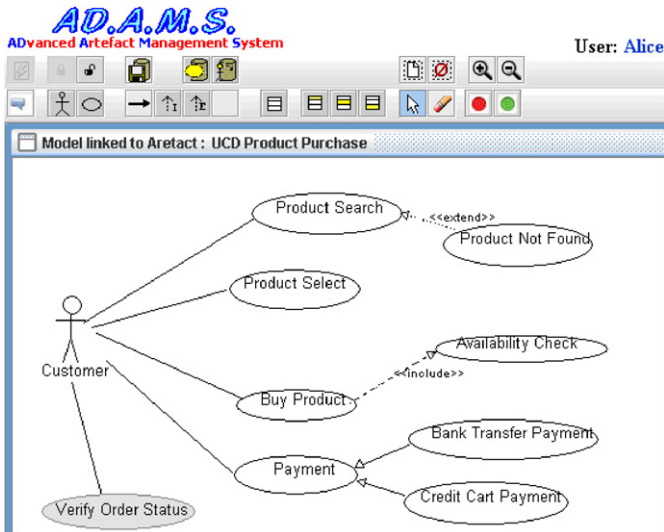 AD.A.M.S.
ADvanced Artefact Management System
User: Alice
I
E
Model linked to Aretact : UCD Product Purchase
Product Search
<<extend>>
Product Not Found
Product Select
Availability Check
Customer
<<include>>
Buy Product
Bank Transfer Payment
Payment
Credit Cart Payment
Verify Order Status